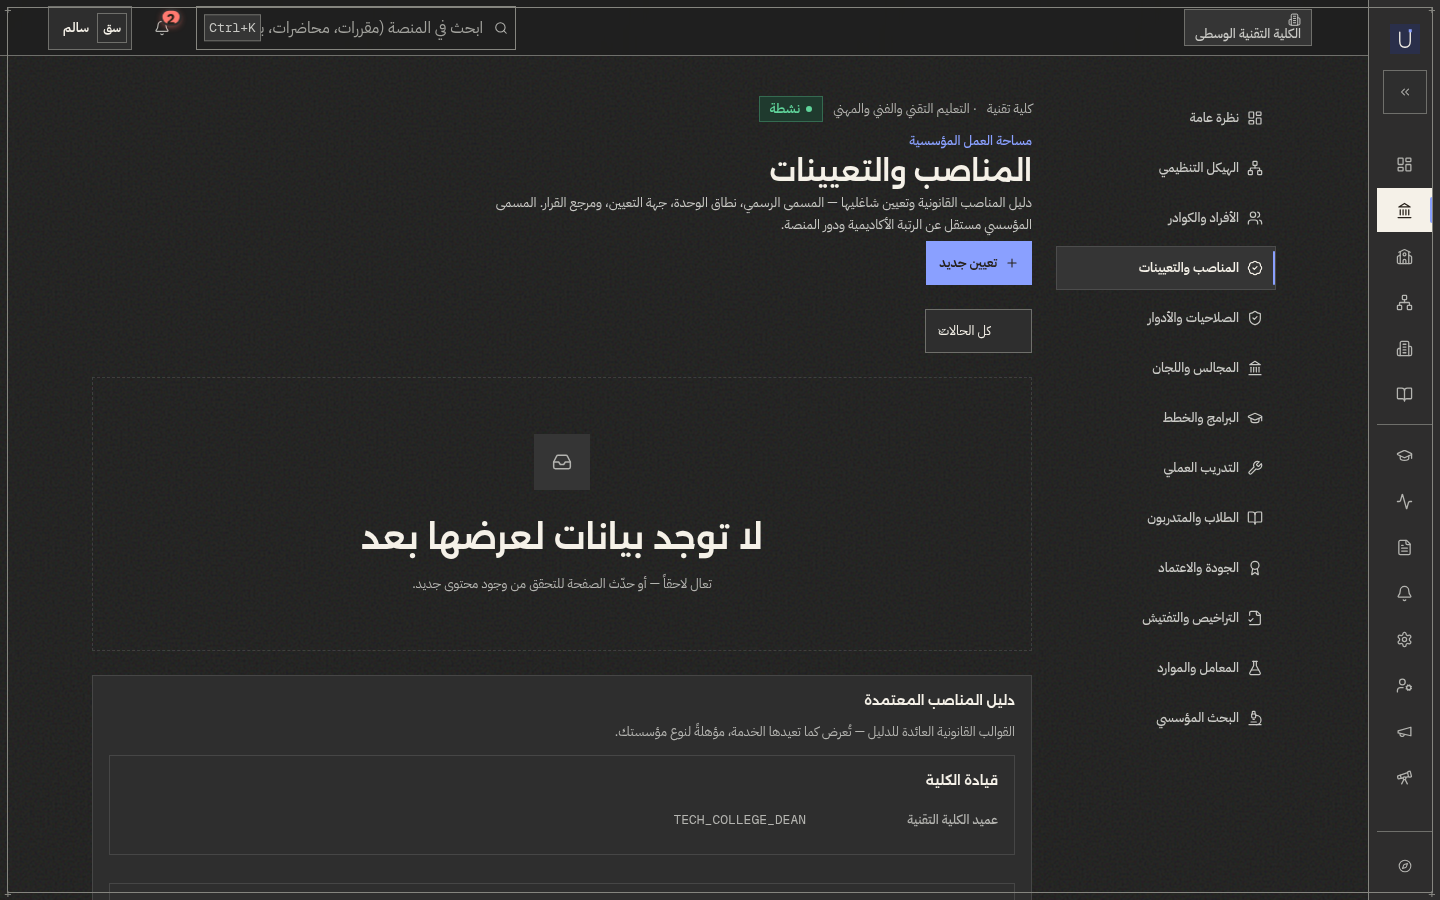 الكلية التقنية الوسطى
ابحث في المنصة (مقررات، محاضرات، ب
Ctrl+K
2
سق
سالم
نظرة عامة
الهيكل التنظيمي
الأفراد والكوادر
المناصب والتعيينات
الصلاحيات والأدوار
المجالس واللجان
البرامج والخطط
التدريب العملي
الطلاب والمتدربون
الجودة والاعتماد
التراخيص والتفتيش
المعامل والموارد
البحث المؤسسي
كلية تقنية · التعليم التقني والفني والمهني
نشطة
مساحة العمل المؤسسية
المناصب والتعيينات
دليل المناصب القانونية وتعيين شاغليها — المسمى الرسمي، نطاق الوحدة، جهة التعيين، ومرجع القرار. المسمى
المؤسسي مستقل عن الرتبة الأكاديمية ودور المنصة.
تعيين جديد
كل الحالات
لا توجد بيانات لعرضها بعد
تعال لاحقاً — أو حدّث الصفحة للتحقق من وجود محتوى جديد.
دليل المناصب المعتمدة
القوالب القانونية العائدة للدليل — تُعرض كما تعيدها الخدمة، مؤهلةً لنوع مؤسستك.
قيادة الكلية
عميد الكلية التقنية
TECH_COLLEGE_DEAN